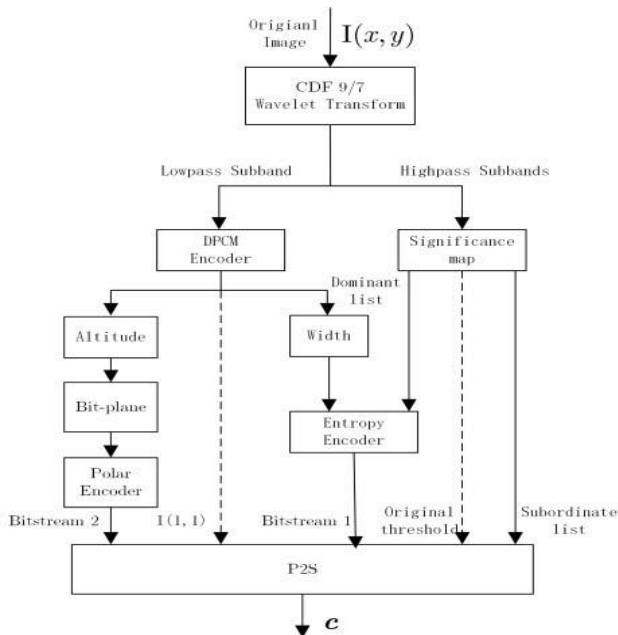 Origianl
Image
I(x, y)
CDF 9/7
Wavelet Transform
Lowpass Subband
Highpass Subbands
DPCM
Encoder
Significance
map
Dominant
list
Altitude
Width
Bit-plane
Entropy
Encoder
Polar
Encoder
Bitstream 2
I(1,1)
Bitstream 1
Original
threshold
Subordinate
list
P2S
c